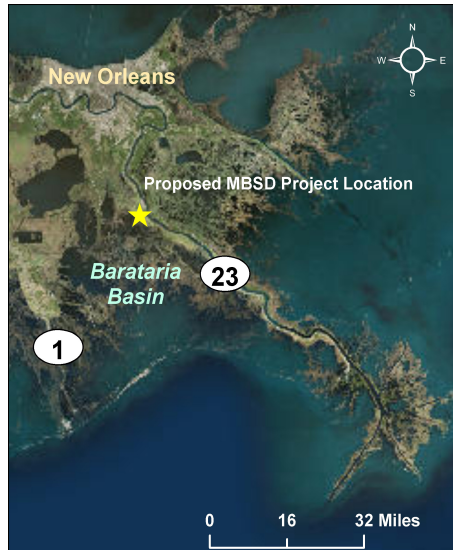 N
W E
S
New Orleans
Proposed MBSD Project Location
Barataria
Basin
23
1
0 16 32 Miles